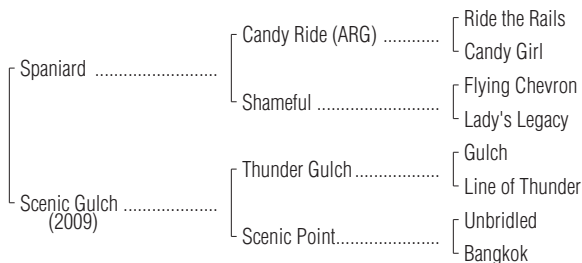 Ride the Rails
Candy Ride (ARG) ............
Candy Girl
Spaniard ..........................
Flying Chevron
Shameful ..........................
Lady's Legacy
Gulch
Thunder Gulch..................
Line of Thunder
Scenic Gulch ....................
(2009)
Unbridled
Scenic Point......................
Bangkok